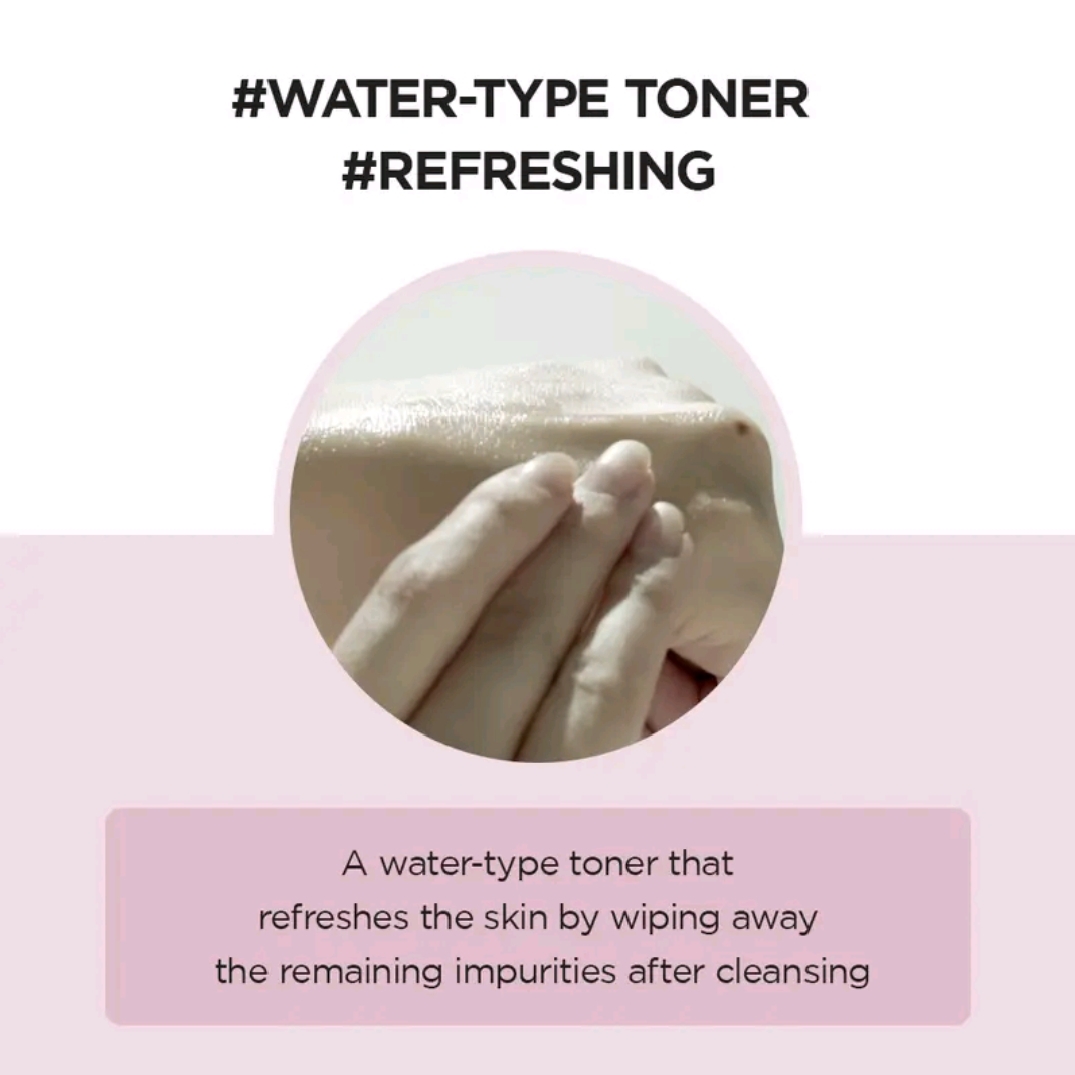 #WATER-TYPE TONER
#REFRESHING
A water-type toner that
refreshes the skin by wiping away
the remaining impurities after cleansing